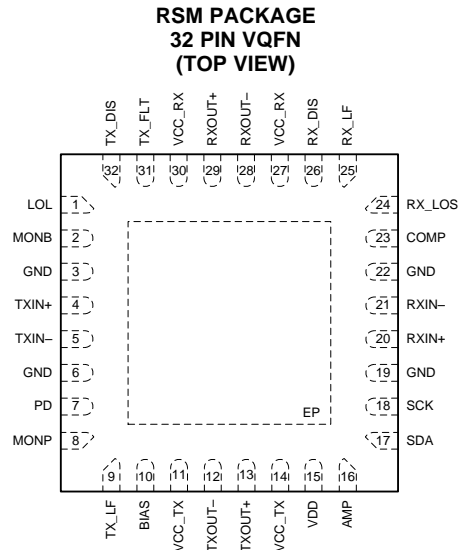 RSM PACKAGE
32 PIN VQFN
(TOP VIEW)
TX_DIS TX_FLT VCC_RX RXOUT+ RXOUT– VCC_RX RX_DIS RX_LF
32 31 30 29 28 27 26 25
LOL 1 24 RX_LOS
MONB 2 23 COMP
GND 3 22 GND
TXIN+ 4 21 RXIN–
TXIN– 5 20 RXIN+
GND 6 19 GND
PD 7 18 SCK
EP
MONP 8 17 SDA
9 10 11 12 13 14 15 16
TX_LF BIAS VCC_TX TXOUT– TXOUT+ VCC_TX VDD AMP